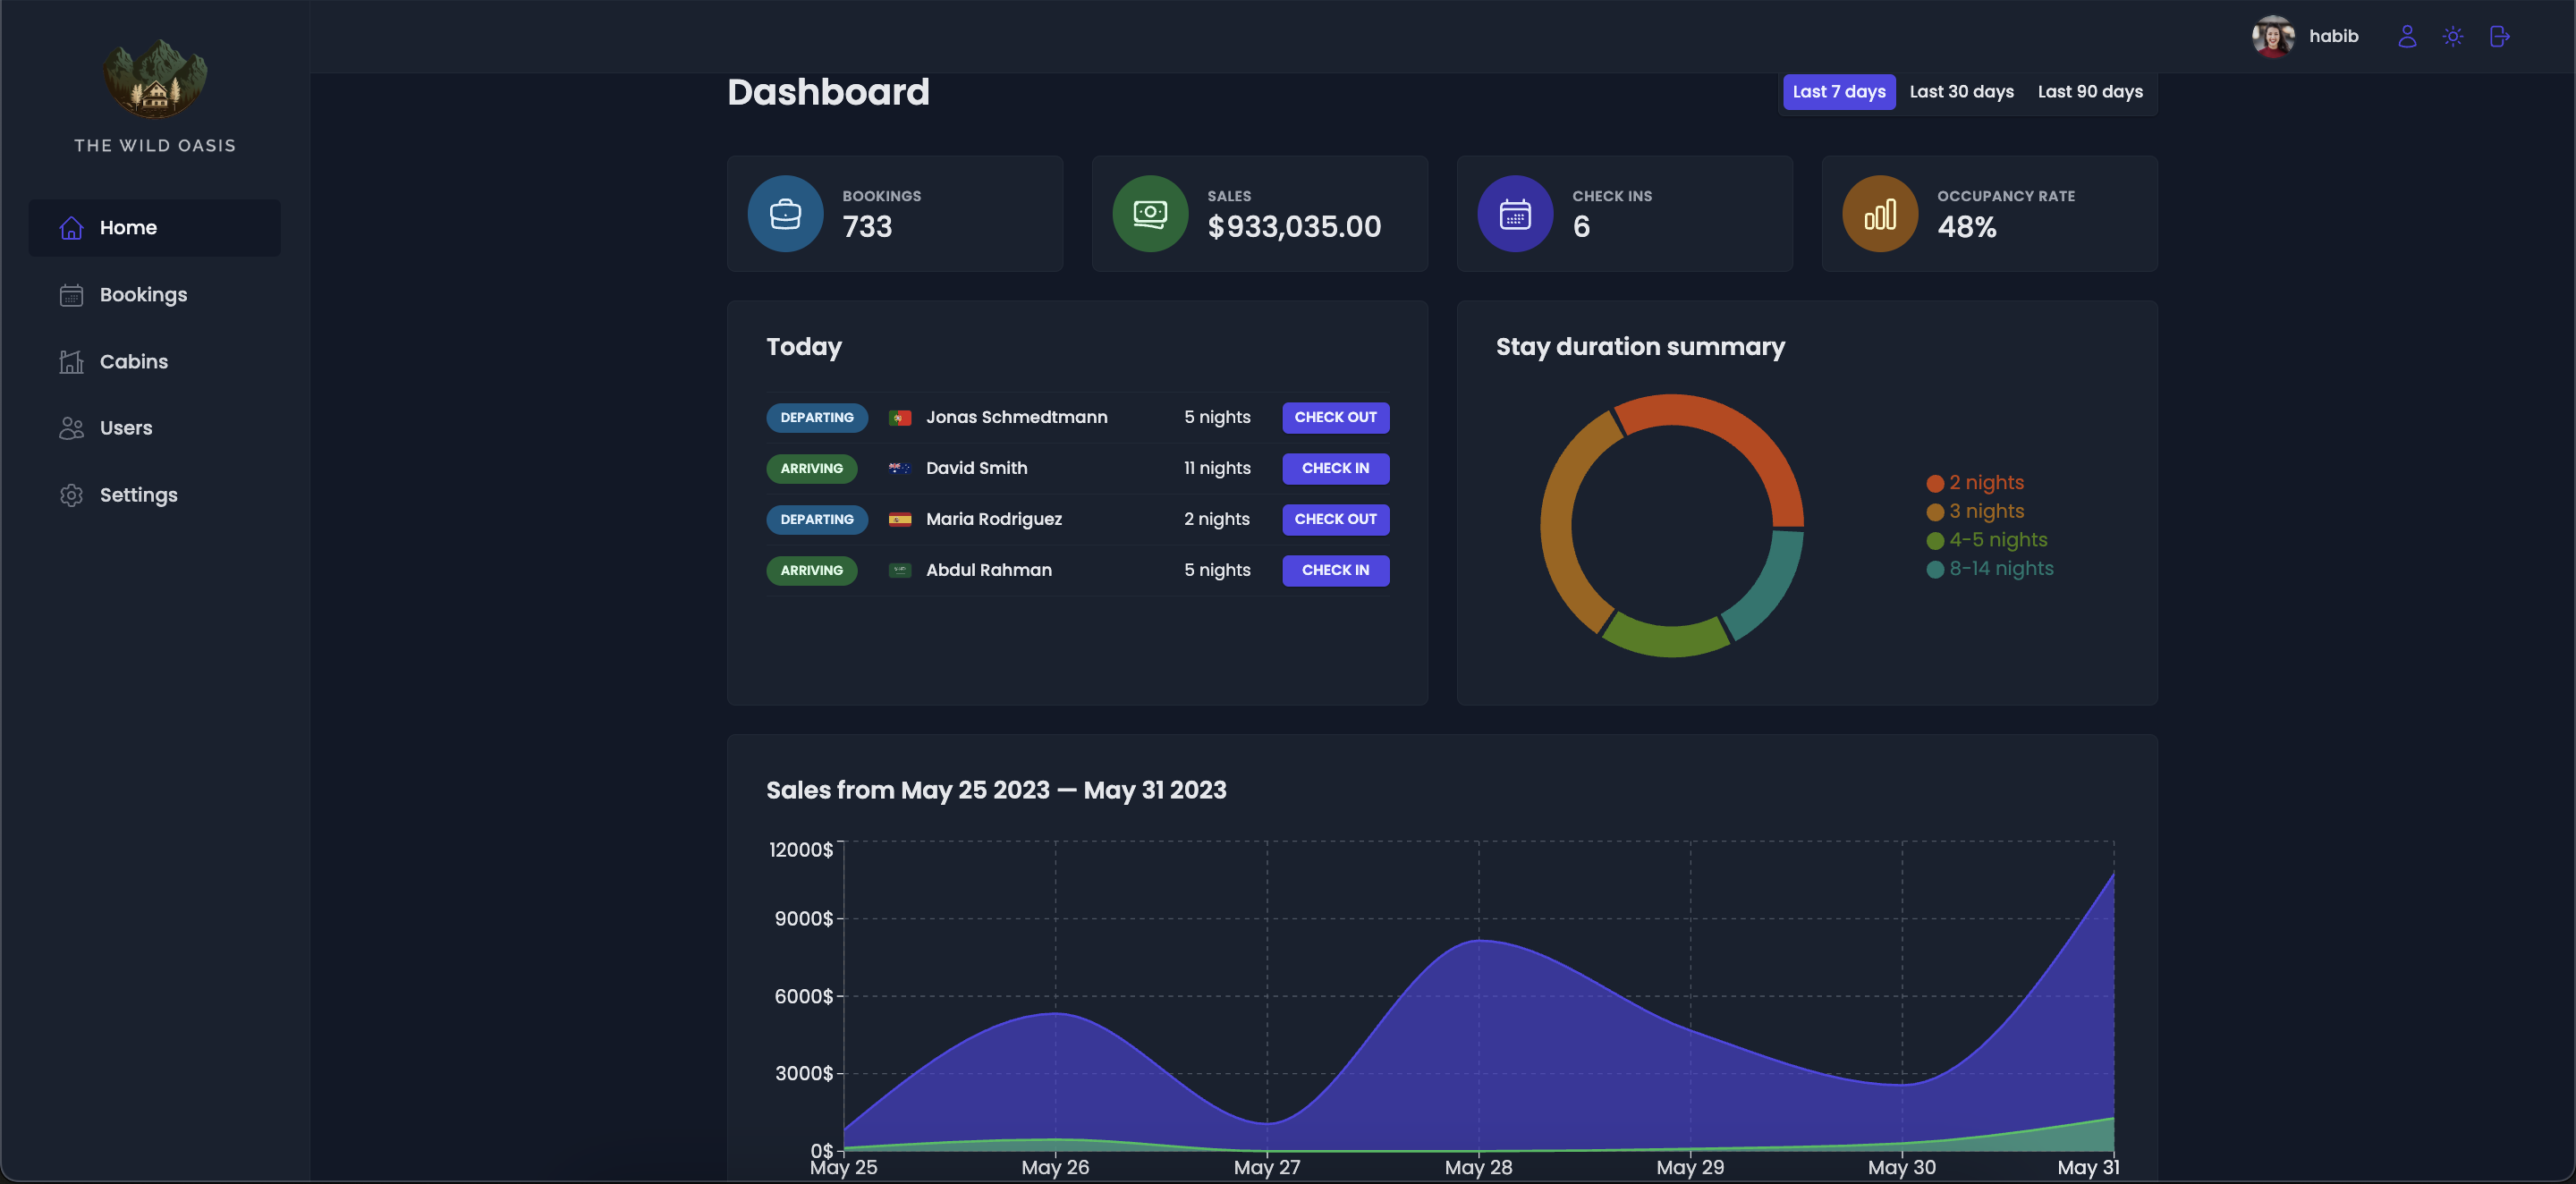 THE WILD OASIS
Home
Bookings
Cabins
Users
Settings
habib
Dashboard
Last 7 days Last 30 days Last 90 days
BOOKINGS
733
SALES
$933,035.00
CHECK INS
6
OCCUPANCY RATE
48%
Today
DEPARTING Jonas Schmedtmann 5 nights CHECK OUT
ARRIVING David Smith 11 nights CHECK IN
DEPARTING Maria Rodriguez 2 nights CHECK OUT
ARRIVING Abdul Rahman 5 nights CHECK IN
Stay duration summary
2 nights
3 nights
4-5 nights
8-14 nights
Sales from May 25 2023 — May 31 2023
12000$
9000$
6000$
3000$
0$
May 25 May 26 May 27 May 28 May 29 May 30 May 31